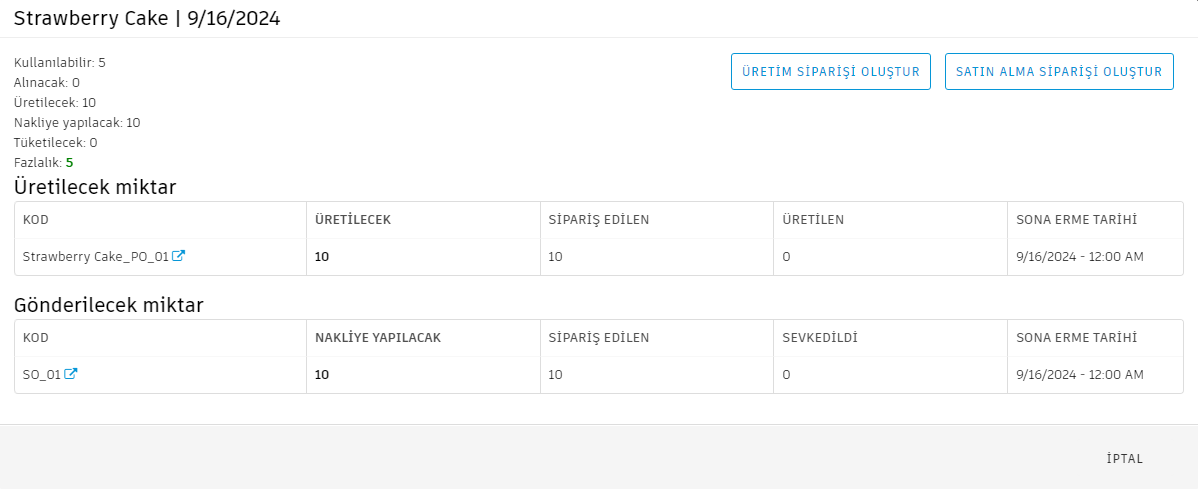 Strawberry Cake | 9/16/2024
Kullanılabilir: 5
Alınacak: 0
Üretilecek: 10
Nakliye yapılacak: 10
Tüketilecek: 0
Fazlalık: 5
ÜRETİM SİPARİŞİ OLUŞTUR
SATIN ALMA SİPARİŞİ OLUŞTUR
Üretilecek miktar
KOD ÜRETİLECEK SİPARİŞ EDİLEN ÜRETİLEN SONA ERME TARİHİ
Strawberry Cake_PO_01 10 10 0 9/16/2024 - 12:00 AM
Gönderilecek miktar
KOD NAKLİYE YAPILACAK SİPARİŞ EDİLEN SEVKEDİLDİ SONA ERME TARİHİ
SO_01 10 10 0 9/16/2024 - 12:00 AM
İPTAL